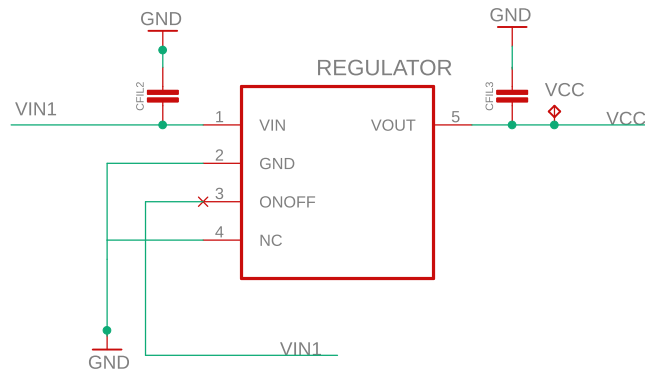 GND
GND
REGULATOR
CFIL2
CFIL3
VCC
VIN1
1
VIN
VOUT
5
VCC
2
GND
3
ONOFF
4
NC
VIN1
GND